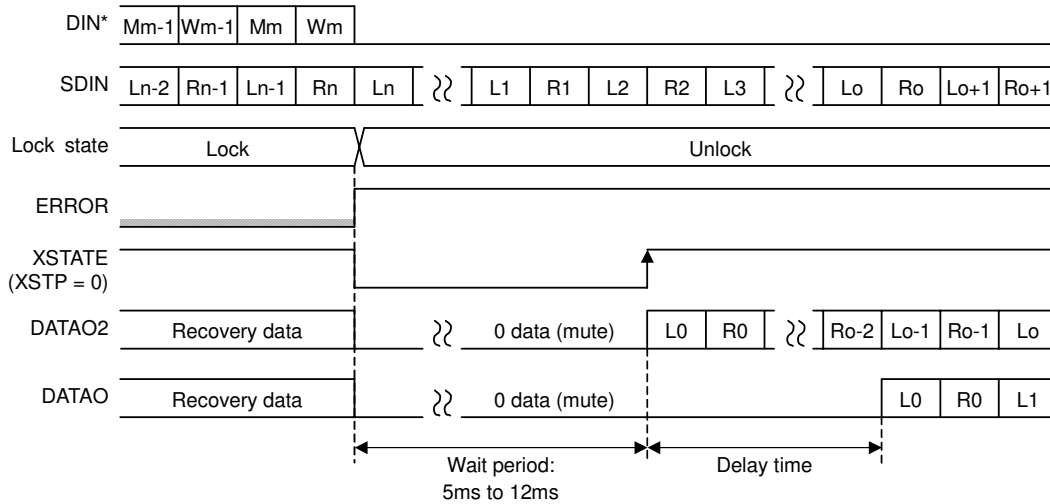 DIN* Mm-1 Wm-1 Mm Wm
SDIN Ln-2 Rn-1 Ln-1 Rn Ln L1 R1 L2 R2 L3 Lo Ro Lo+1 Ro+1
Lock state Lock Unlock
ERROR
XSTATE
(XSTP = 0)
DATAO2 Recovery data 0 data (mute) L0 R0 Ro-2 Lo-1 Ro-1 Lo
DATAO Recovery data 0 data (mute) L0 R0 L1
Wait period: Delay time
5ms to 12ms